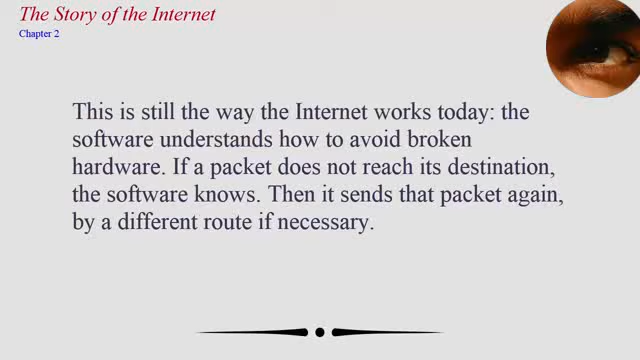 The Story of the Internet
Chapter 2
This is still the way the Internet works today: the
software understands how to avoid broken
hardware. If a packet does not reach its destination,
the software knows. Then it sends that packet again,
by a different route if necessary.